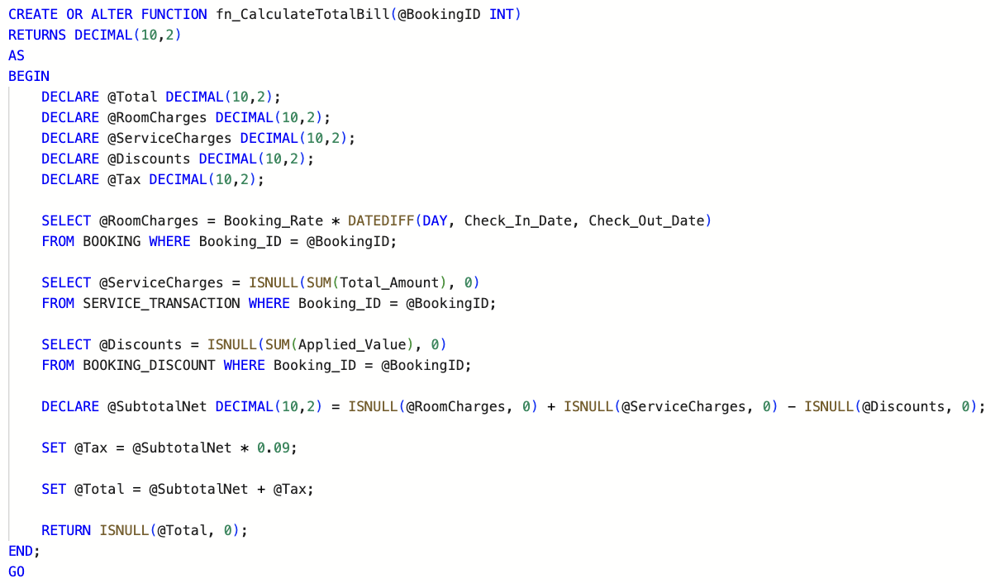 CREATE OR ALTER FUNCTION fn_CalculateTotalBill(@BookingID INT)
RETURNS DECIMAL(10,2)
AS
BEGIN
    DECLARE @Total DECIMAL(10,2);
    DECLARE @RoomCharges DECIMAL(10,2);
    DECLARE @ServiceCharges DECIMAL(10,2);
    DECLARE @Discounts DECIMAL(10,2);
    DECLARE @Tax DECIMAL(10,2);

    SELECT @RoomCharges = Booking_Rate * DATEDIFF(DAY, Check_In_Date, Check_Out_Date)
    FROM BOOKING WHERE Booking_ID = @BookingID;

    SELECT @ServiceCharges = ISNULL(SUM(Total_Amount), 0)
    FROM SERVICE_TRANSACTION WHERE Booking_ID = @BookingID;

    SELECT @Discounts = ISNULL(SUM(Applied_Value), 0)
    FROM BOOKING_DISCOUNT WHERE Booking_ID = @BookingID;

    DECLARE @SubtotalNet DECIMAL(10,2) = ISNULL(@RoomCharges, 0) + ISNULL(@ServiceCharges, 0) - ISNULL(@Discounts, 0);

    SET @Tax = @SubtotalNet * 0.09;

    SET @Total = @SubtotalNet + @Tax;

    RETURN ISNULL(@Total, 0);
END;
GO